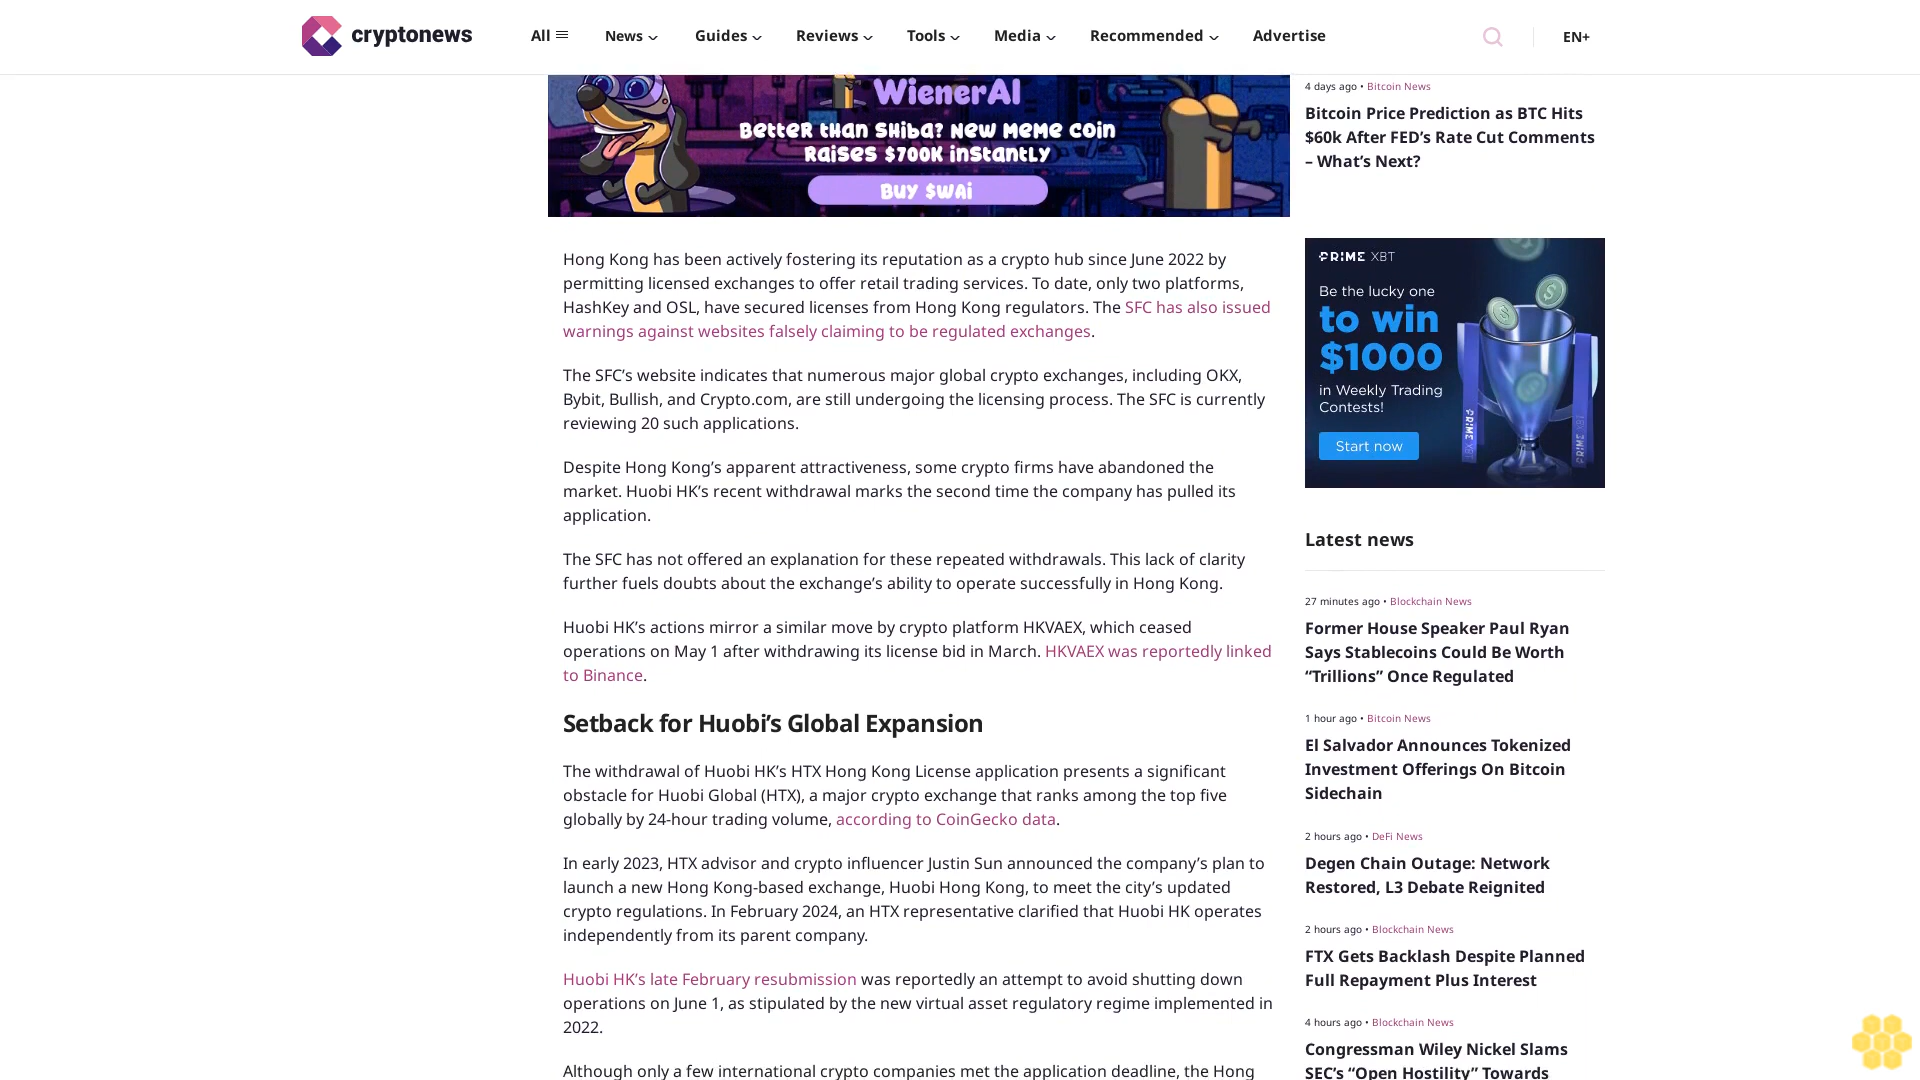 cryptonews
All
News
Guides
Reviews
Tools
Media
Recommended
Advertise
EN+
WienerAI
Better than Shiba? New Meme Coin
Raises $700K Instantly
Buy $WAI
Hong Kong has been actively fostering its reputation as a crypto hub since June 2022 by
permitting licensed exchanges to offer retail trading services. To date, only two platforms,
HashKey and OSL, have secured licenses from Hong Kong regulators. The SFC has also issued
warnings against websites falsely claiming to be regulated exchanges.
The SFC’s website indicates that numerous major global crypto exchanges, including OKX,
Bybit, Bullish, and Crypto.com, are still undergoing the licensing process. The SFC is currently
reviewing 20 such applications.
Despite Hong Kong’s apparent attractiveness, some crypto firms have abandoned the
market. Huobi HK’s recent withdrawal marks the second time the company has pulled its
application.
The SFC has not offered an explanation for these repeated withdrawals. This lack of clarity
further fuels doubts about the exchange’s ability to operate successfully in Hong Kong.
Huobi HK’s actions mirror a similar move by crypto platform HKVAEX, which ceased
operations on May 1 after withdrawing its license bid in March. HKVAEX was reportedly linked
to Binance.
Setback for Huobi’s Global Expansion
The withdrawal of Huobi HK’s HTX Hong Kong License application presents a significant
obstacle for Huobi Global (HTX), a major crypto exchange that ranks among the top five
globally by 24-hour trading volume, according to CoinGecko data.
In early 2023, HTX advisor and crypto influencer Justin Sun announced the company’s plan to
launch a new Hong Kong-based exchange, Huobi Hong Kong, to meet the city’s updated
crypto regulations. In February 2024, an HTX representative clarified that Huobi HK operates
independently from its parent company.
Huobi HK’s late February resubmission was reportedly an attempt to avoid shutting down
operations on June 1, as stipulated by the new virtual asset regulatory regime implemented in
2022.
Although only a few international crypto companies met the application deadline, the Hong
4 days ago • Bitcoin News
Bitcoin Price Prediction as BTC Hits
$60k After FED’s Rate Cut Comments
– What’s Next?
PRIME XBT
Be the lucky one
to win
$1000
in Weekly Trading
Contests!
Start now
PRIME XBT
PRIME XBT
Latest news
27 minutes ago • Blockchain News
Former House Speaker Paul Ryan
Says Stablecoins Could Be Worth
“Trillions” Once Regulated
1 hour ago • Bitcoin News
El Salvador Announces Tokenized
Investment Offerings On Bitcoin
Sidechain
2 hours ago • DeFi News
Degen Chain Outage: Network
Restored, L3 Debate Reignited
2 hours ago • Blockchain News
FTX Gets Backlash Despite Planned
Full Repayment Plus Interest
4 hours ago • Blockchain News
Congressman Wiley Nickel Slams
SEC’s “Open Hostility” Towards